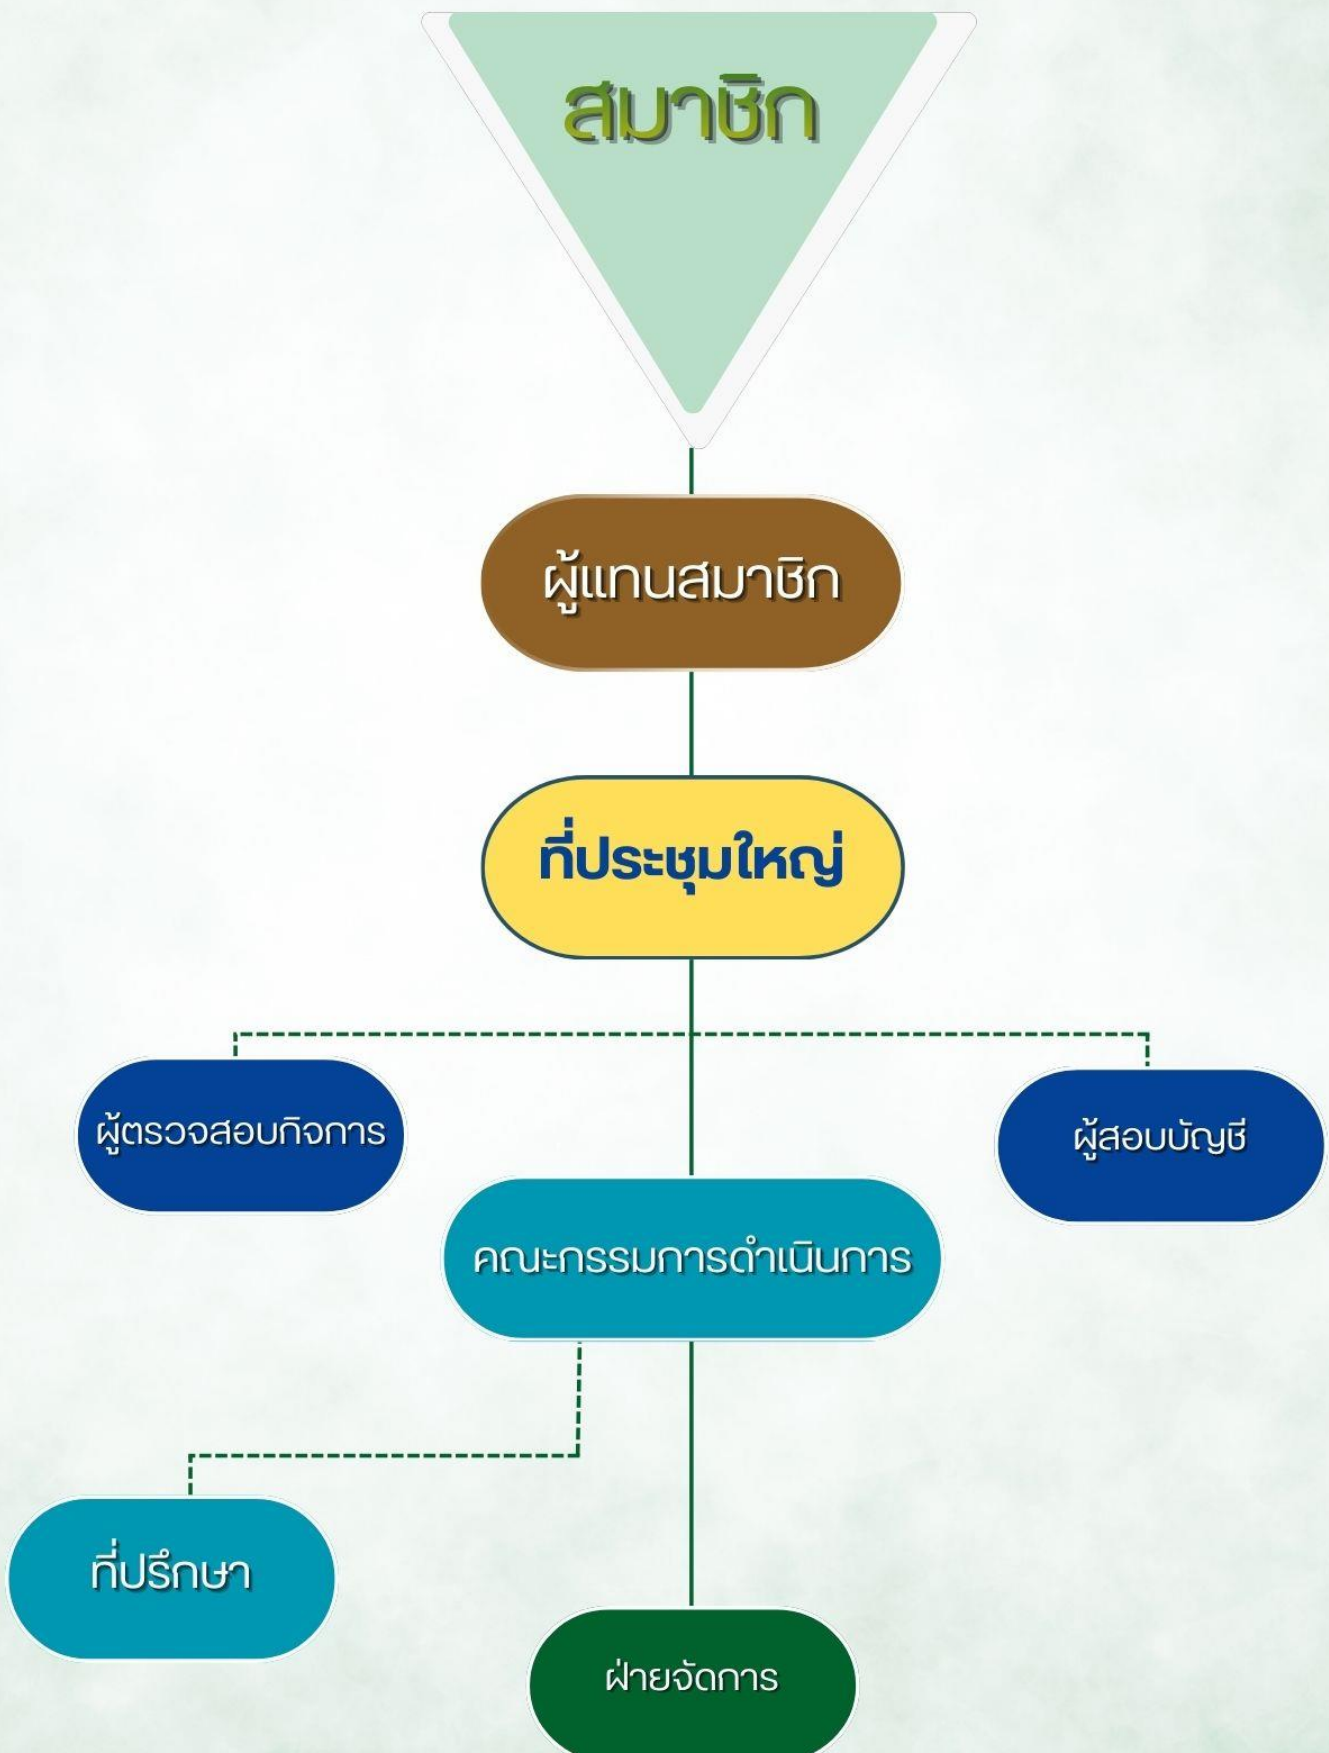 สมาชิก
ผู้แทนสมาชิก
ที่ประชุมใหญ่
ผู้ตรวจสอบกิจการ
ผู้สอบบัญชี
คณะกรรมการดำเนินการ
ที่ปรึกษา
ฝ่ายจัดการ